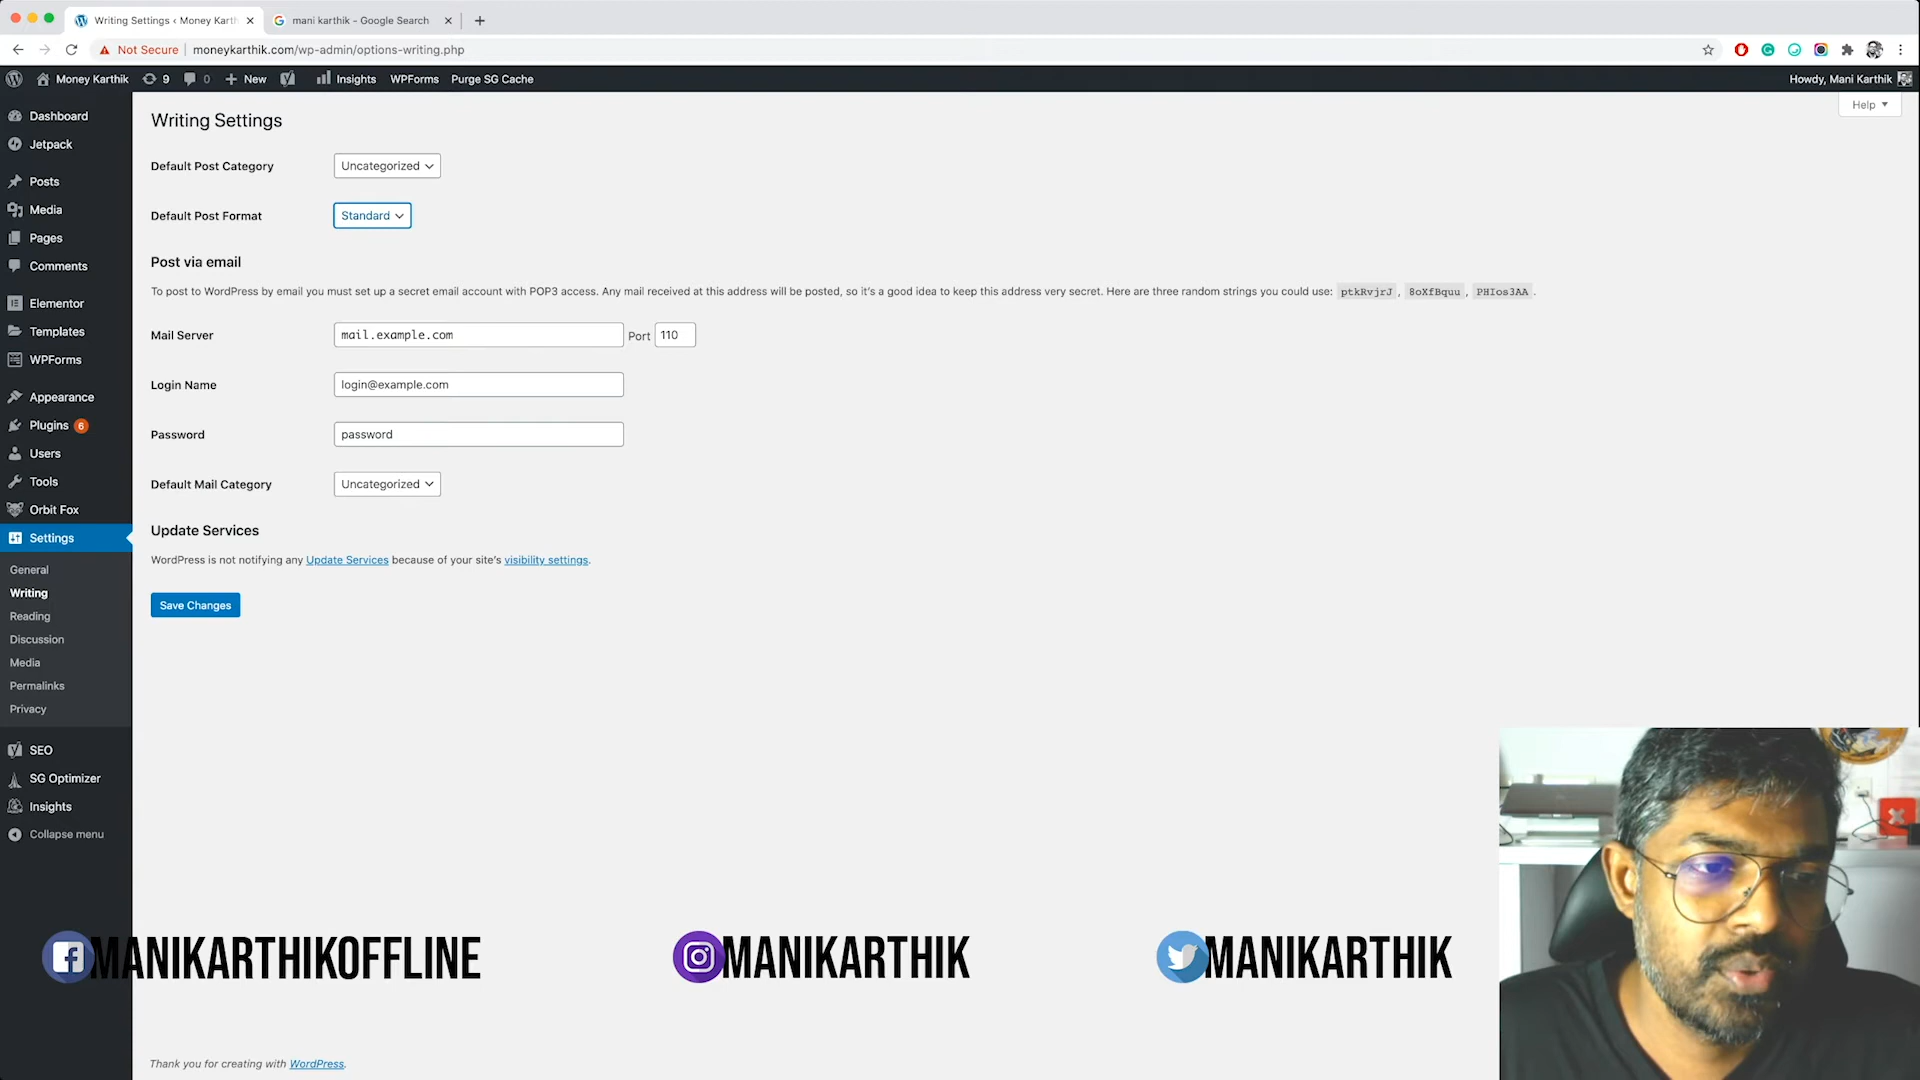 Writing Settings ‹ Money Karth
mani karthik - Google Search
Not Secure
moneykarthik.com/wp-admin/options-writing.php
Money Karthik
9
0
New
Insights
WPForms
Purge SG Cache
Howdy, Mani Karthik
Help
Dashboard
Jetpack
Posts
Media
Pages
Comments
Elementor
Templates
WPForms
Appearance
Plugins 6
Users
Tools
Orbit Fox
Settings
General
Writing
Reading
Discussion
Media
Permalinks
Privacy
SEO
SG Optimizer
Insights
Collapse menu
Writing Settings
Default Post Category
Uncategorized
Default Post Format
Standard
Post via email
To post to WordPress by email you must set up a secret email account with POP3 access. Any mail received at this address will be posted, so it's a good idea to keep this address very secret. Here are three random strings you could use: ptkRvjrJ , 8oXfBquu , PHIos3AA .
Mail Server
mail.example.com
Port 110
Login Name
login@example.com
Password
password
Default Mail Category
Uncategorized
Update Services
WordPress is not notifying any Update Services because of your site's visibility settings.
Save Changes
MANIKARTHIKOFFLINE
MANIKARTHIK
MANIKARTHIK
Thank you for creating with WordPress.